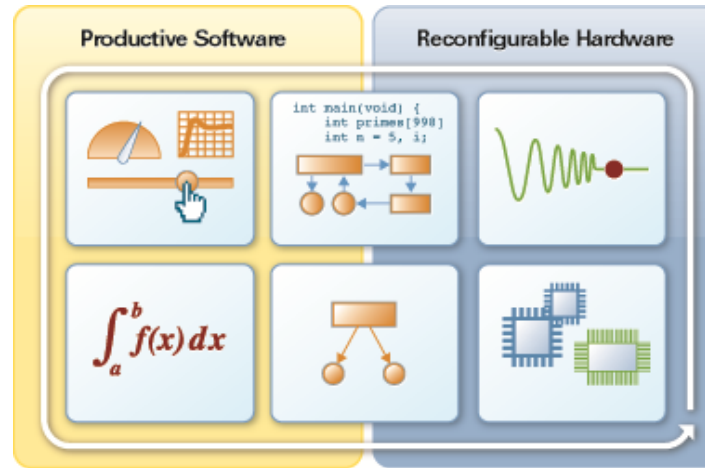 Productive Software
Reconfigurable Hardware
int main(void) {
int primes[998]
int n = 5, i;
∫ₐᵇ f(x) dx